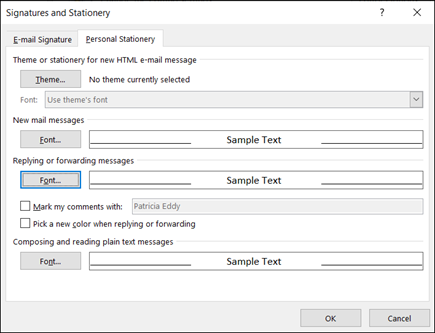 Signatures and Stationery ? ×
E-mail Signature Personal Stationery
Theme or stationery for new HTML e-mail message
Theme... No theme currently selected
Font: Use theme's font
New mail messages
Font... Sample Text
Replying or forwarding messages
Font... Sample Text
Mark my comments with: Patricia Eddy
Pick a new color when replying or forwarding
Composing and reading plain text messages
Font... Sample Text
OK Cancel